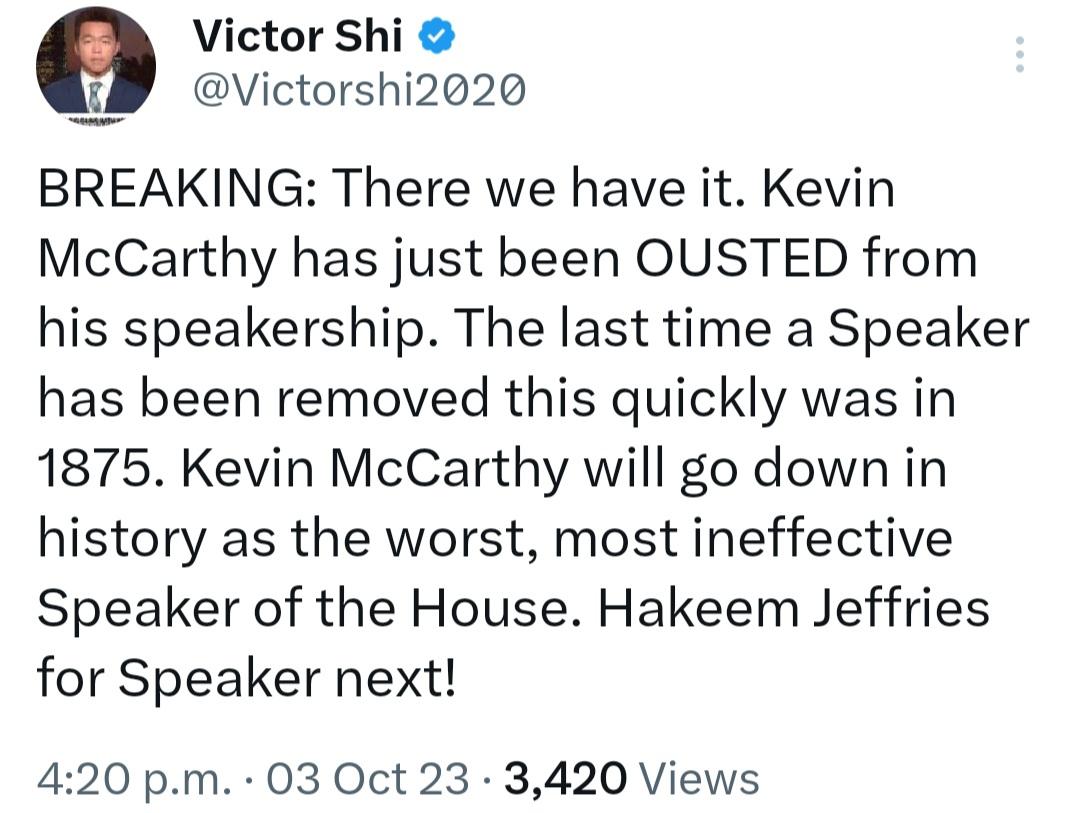 Victor Shi
@Victorshi2020
BREAKING: There we have it. Kevin
McCarthy has just been OUSTED from
his speakership. The last time a Speaker
has been removed this quickly was in
1875. Kevin McCarthy will go down in
history as the worst, most ineffective
Speaker of the House. Hakeem Jeffries
for Speaker next!
4:20 p.m. · 03 Oct 23 · 3,420 Views